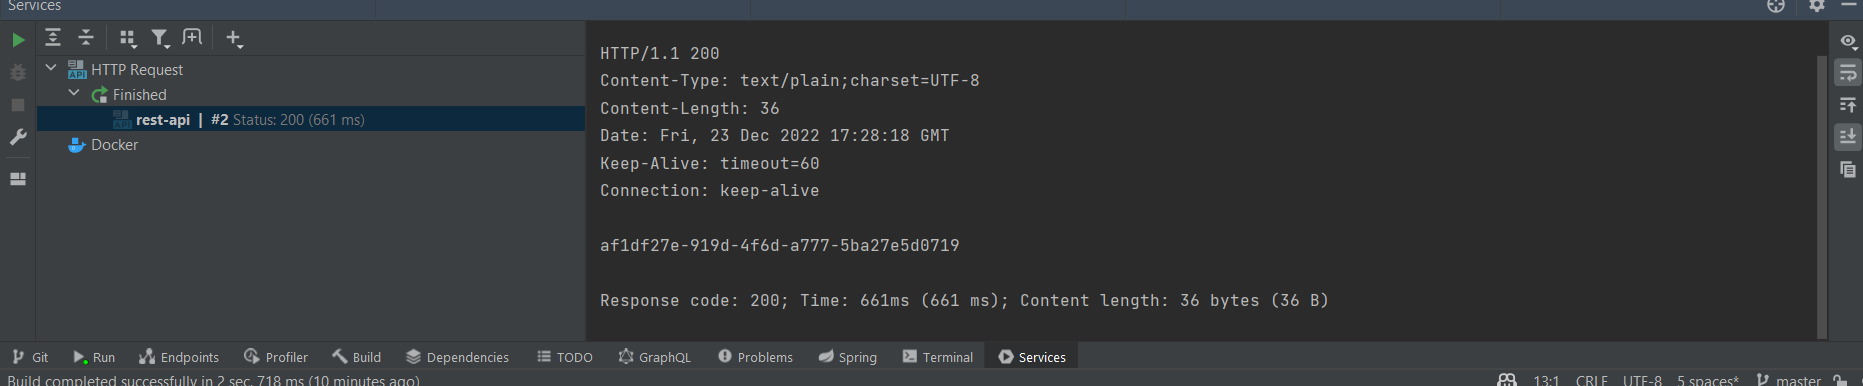 Services
HTTP Request
Finished
rest-api | #2 Status: 200 (661 ms)
Docker
HTTP/1.1 200
Content-Type: text/plain;charset=UTF-8
Content-Length: 36
Date: Fri, 23 Dec 2022 17:28:18 GMT
Keep-Alive: timeout=60
Connection: keep-alive
af1df27e-919d-4f6d-a777-5ba27e5d0719
Response code: 200; Time: 661ms (661 ms); Content length: 36 bytes (36 B)
Git Run Endpoints Profiler Build Dependencies TODO GraphQL Problems Spring Terminal Services
Build completed successfully in 2 sec, 718 ms (10 minutes ago) 13:1 CRLF UTF-8 5 spaces* master